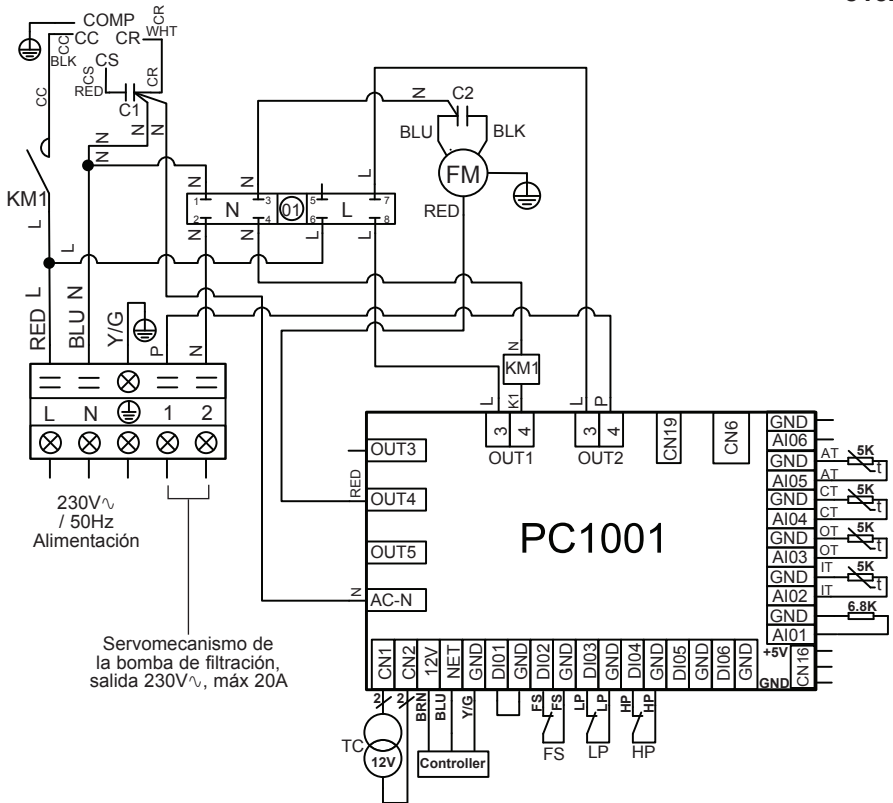 COMP
CC
CR
CS
CR
WHT
CC
BLK
CS
RED
CR
C1
CC
N
N
N
N
N
KM1
L
L
N
N
L
C2
BLU
BLK
FM
RED
1
2
N
3
4
01
5
6
L
7
8
N
N
L
L
RED L
BLU N
Y/G
P
N
L
N
1
2
230V∿
/ 50Hz
Alimentación
Servomecanismo de
la bomba de filtración,
salida 230V∿, máx 20A
N
KM1
L
K1
L
P
3
4
OUT1
3
4
OUT2
CN19
CN6
OUT3
RED
OUT4
OUT5
N
AC-N
PC1001
GND
AI06
GND
AI05
GND
AI04
GND
AI03
GND
AI02
GND
AI01
+5V
GND
CN16
AT
5K
t
AT
CT
5K
t
CT
OT
5K
t
OT
IT
5K
t
IT
6.8K
CN1
CN2
12V
NET
GND
DI01
GND
DI02
GND
DI03
GND
DI04
GND
DI05
GND
DI06
GND
2
2
BRN
BLU
Y/G
FS
FS
LP
LP
HP
HP
TC
12V
Controller
FS
LP
HP